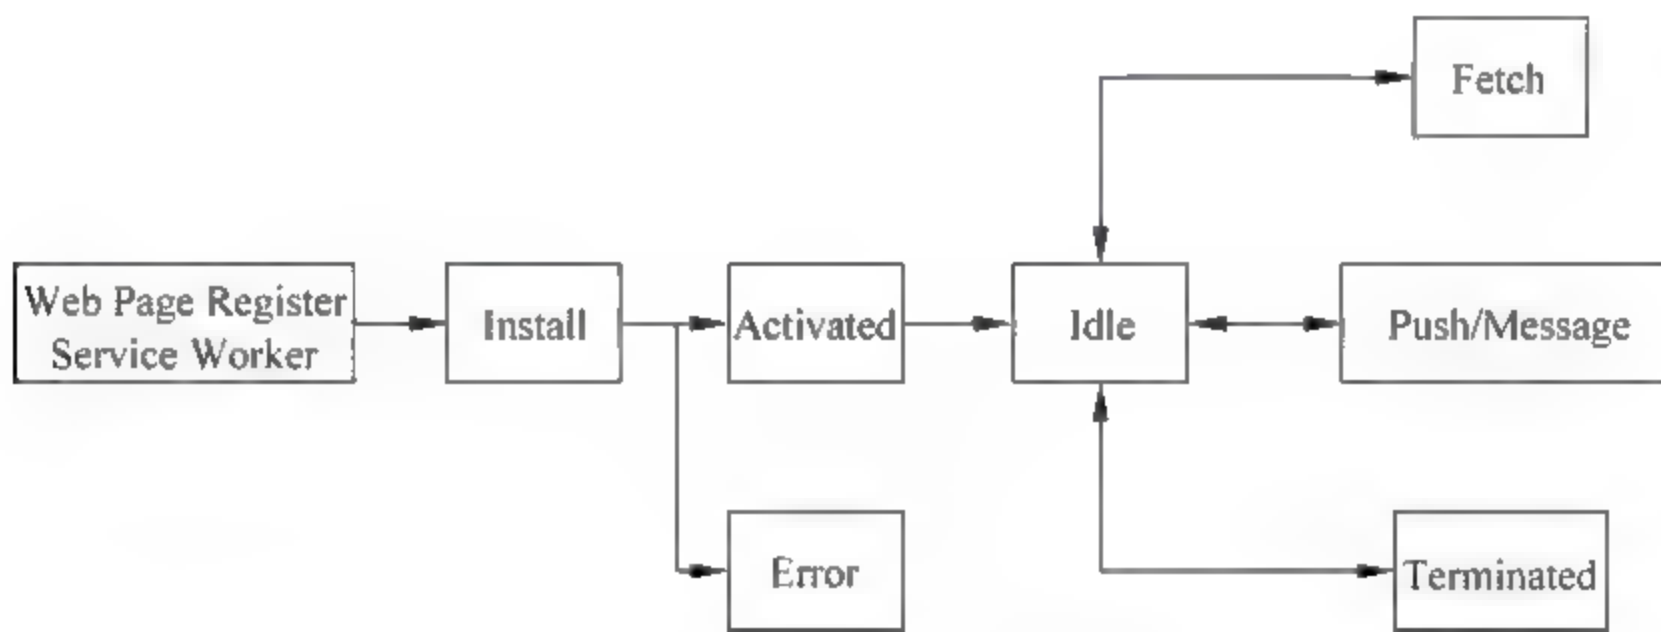 Fetch
Web Page Register
Service Worker
Install
Activated
Idle
Push/Message
Error
Terminated